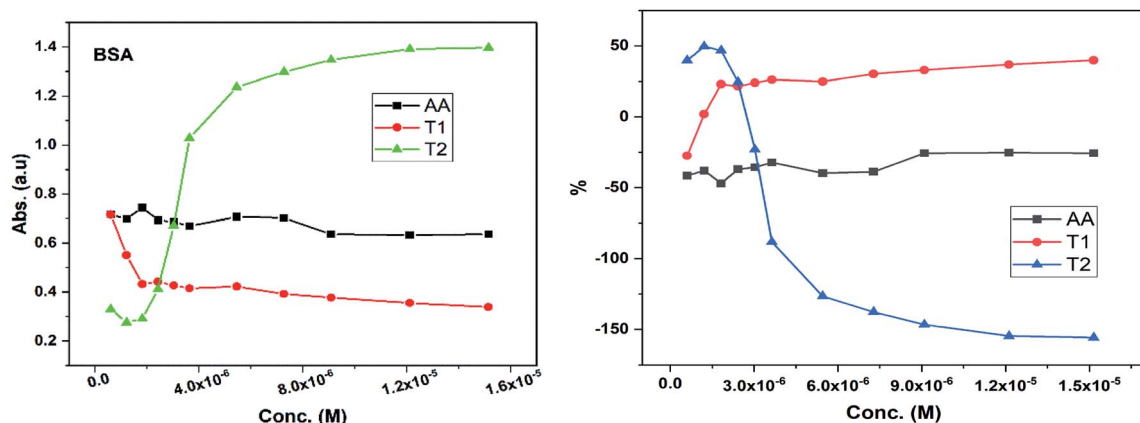 BSA
AA
T1
T2
Abs. (a.u)
1.4
1.2
1.0
0.8
0.6
0.4
0.2
0.0
4.0x10⁻⁶
8.0x10⁻⁶
1.2x10⁻⁵
1.6x10⁻⁵
Conc. (M)
%
50
0
-50
-100
-150
AA
T1
T2
0.0
3.0x10⁻⁶
6.0x10⁻⁶
9.0x10⁻⁶
1.2x10⁻⁵
1.5x10⁻⁵
Conc. (M)